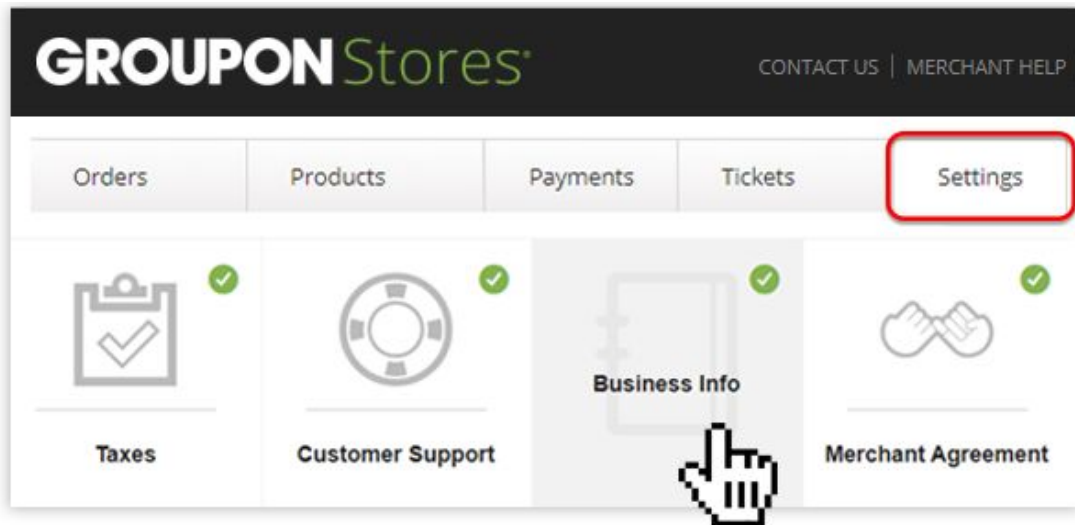 GROUPON Stores
CONTACT US | MERCHANT HELP
Orders Products Payments Tickets Settings
Business Info
Taxes Customer Support Merchant Agreement